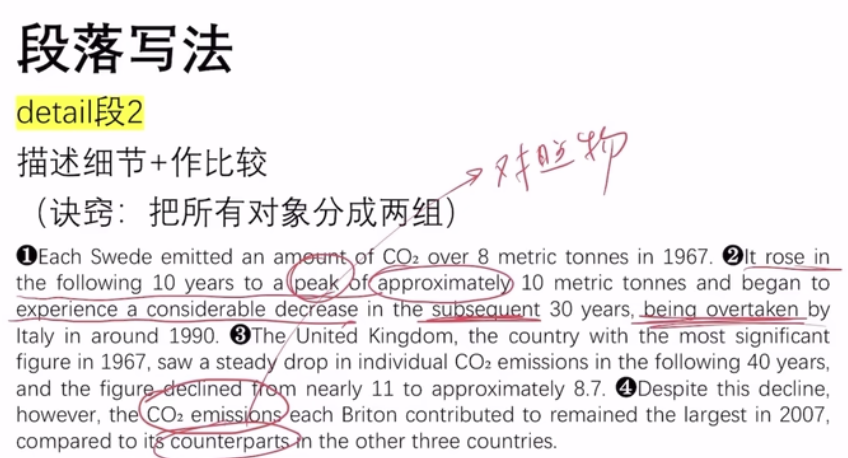 段落写法
detail段2
描述细节+作比较
对照物
（诀窍：把所有对象分成两组）
❶Each Swede emitted an amount of CO₂ over 8 metric tonnes in 1967. ❷It rose in
the following 10 years to a peak of approximately 10 metric tonnes and began to
experience a considerable decrease in the subsequent 30 years, being overtaken by
Italy in around 1990. ❸The United Kingdom, the country with the most significant
figure in 1967, saw a steady drop in individual CO₂ emissions in the following 40 years,
and the figure declined from nearly 11 to approximately 8.7. ❹Despite this decline,
however, the CO₂ emissions each Briton contributed to remained the largest in 2007,
compared to its counterparts in the other three countries.